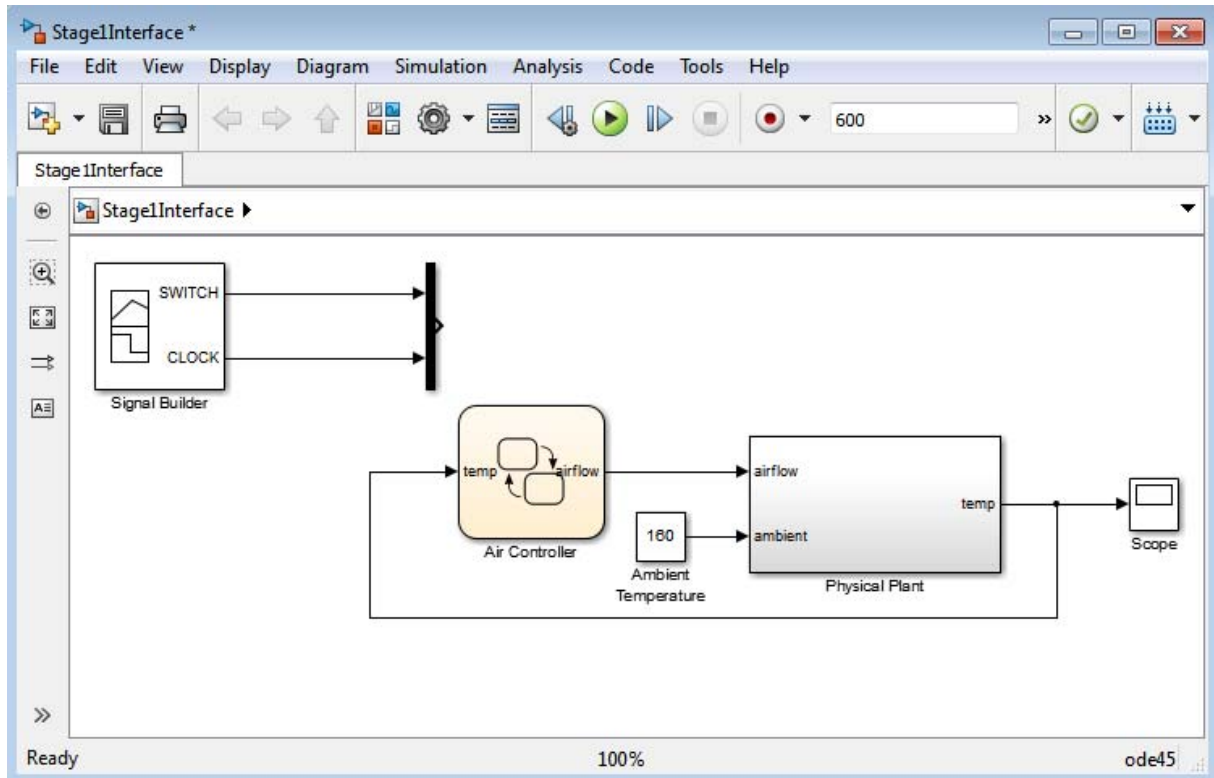 Stage1Interface *
File Edit View Display Diagram Simulation Analysis Code Tools Help
600 »
Stage1Interface
Stage1Interface
SWITCH
CLOCK
Signal Builder
temp airflow
Air Controller
160
Ambient
Temperature
airflow
temp
ambient
Physical Plant
Scope
Ready 100% ode45